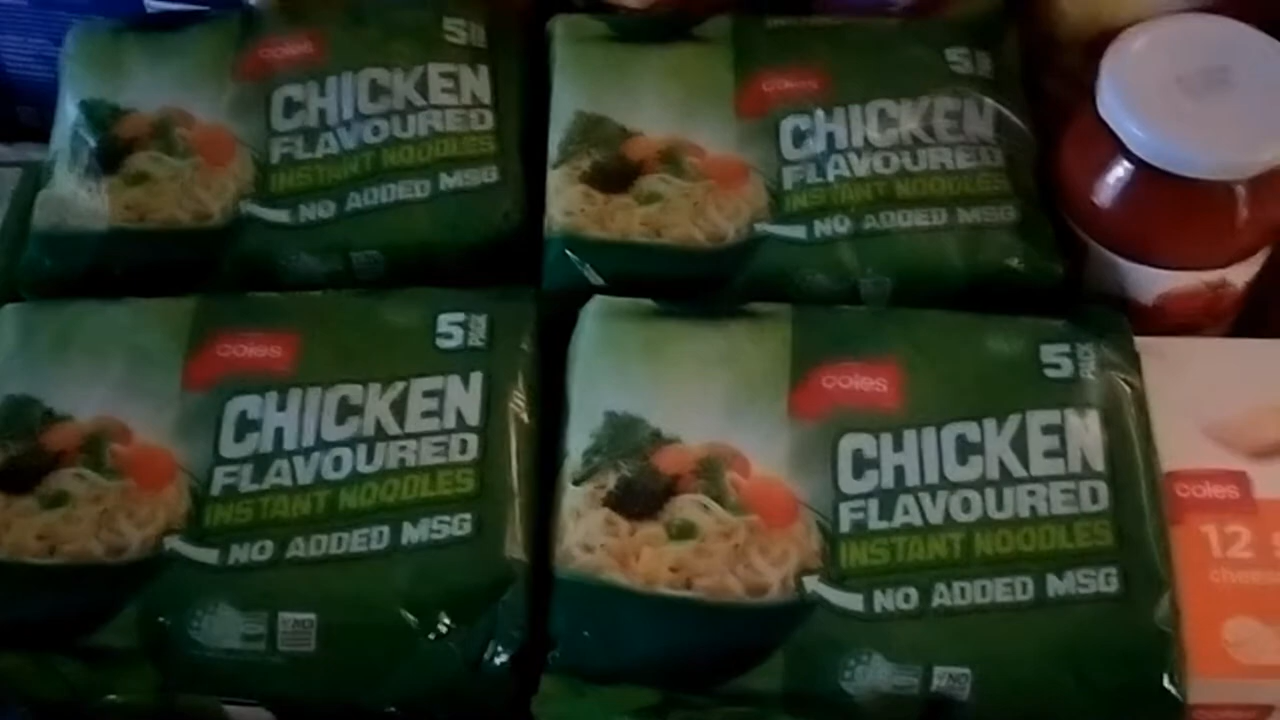 coles
5
CHICKEN
FLAVOURED
INSTANT NOODLES
NO ADDED MSG
coles
5
CHICKEN
FLAVOURED
INSTANT NOODLES
NO ADDED MSG
coles
5 PACK
CHICKEN
FLAVOURED
INSTANT NOODLES
NO ADDED MSG
coles
5 PACK
CHICKEN
FLAVOURED
INSTANT NOODLES
NO ADDED MSG
NO
coles
12